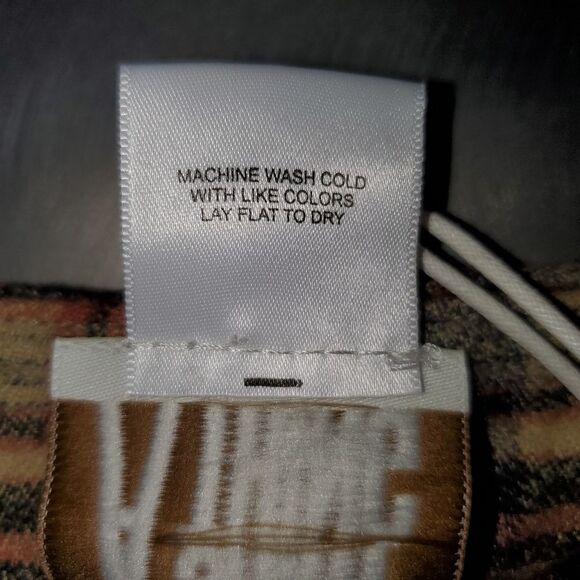 MACHINE WASH COLD
WITH LIKE COLORS
LAY FLAT TO DRY